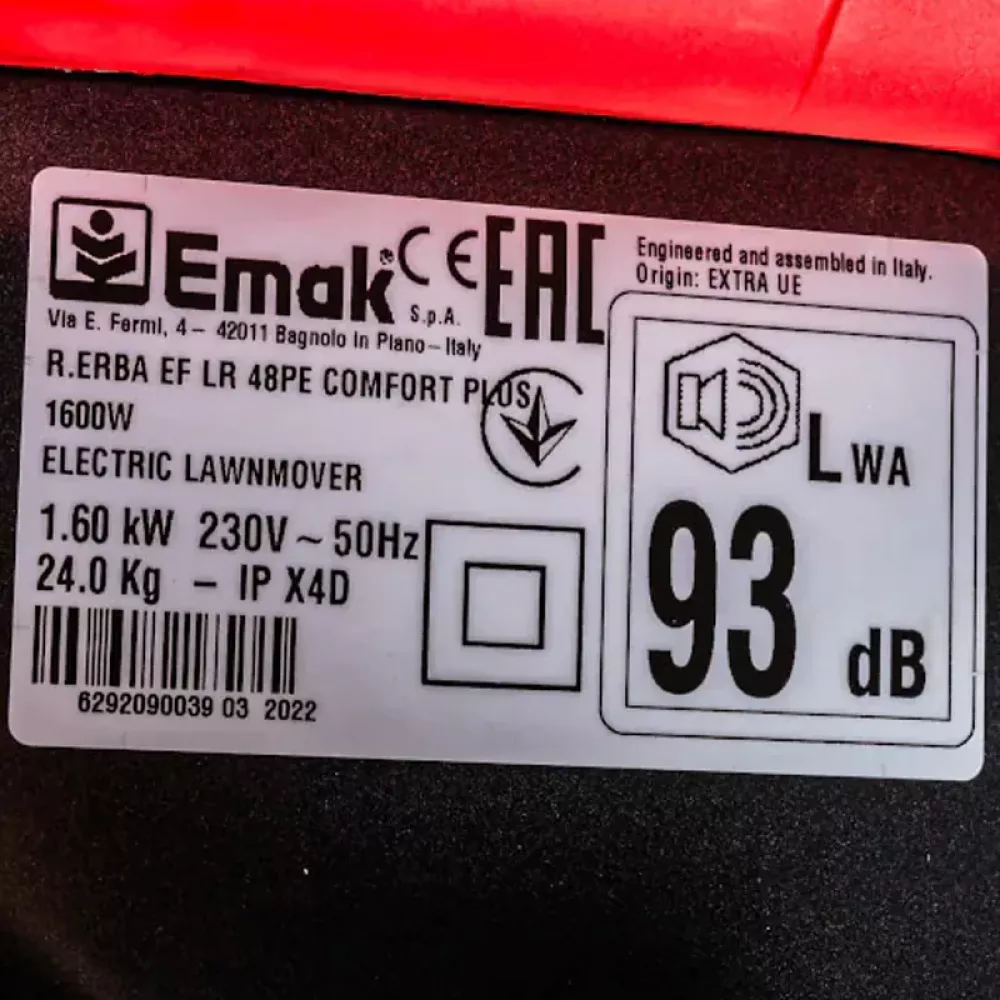 Emak® S.p.A.
CE EAC
Via E. Fermi, 4 – 42011 Bagnolo in Piano – Italy
Engineered and assembled in Italy.
Origin: EXTRA UE
R.ERBA EF LR 48PE COMFORT PLUS
1600W
ELECTRIC LAWNMOVER
1.60 kW 230V ~ 50Hz
24.0 Kg – IP X4D
6292090039 03 2022
LWA
93 dB